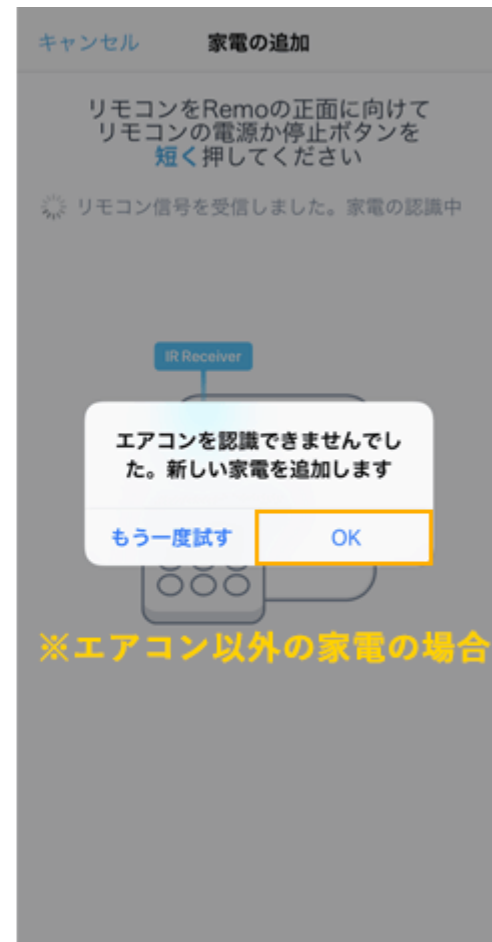 キャンセル 家電の追加
リモコンをRemoの正面に向けて
リモコンの電源か停止ボタンを
短く押してください
リモコン信号を受信しました。家電の認識中
IR Receiver
エアコンを認識できませんでし
た。新しい家電を追加します
もう一度試す OK
※エアコン以外の家電の場合